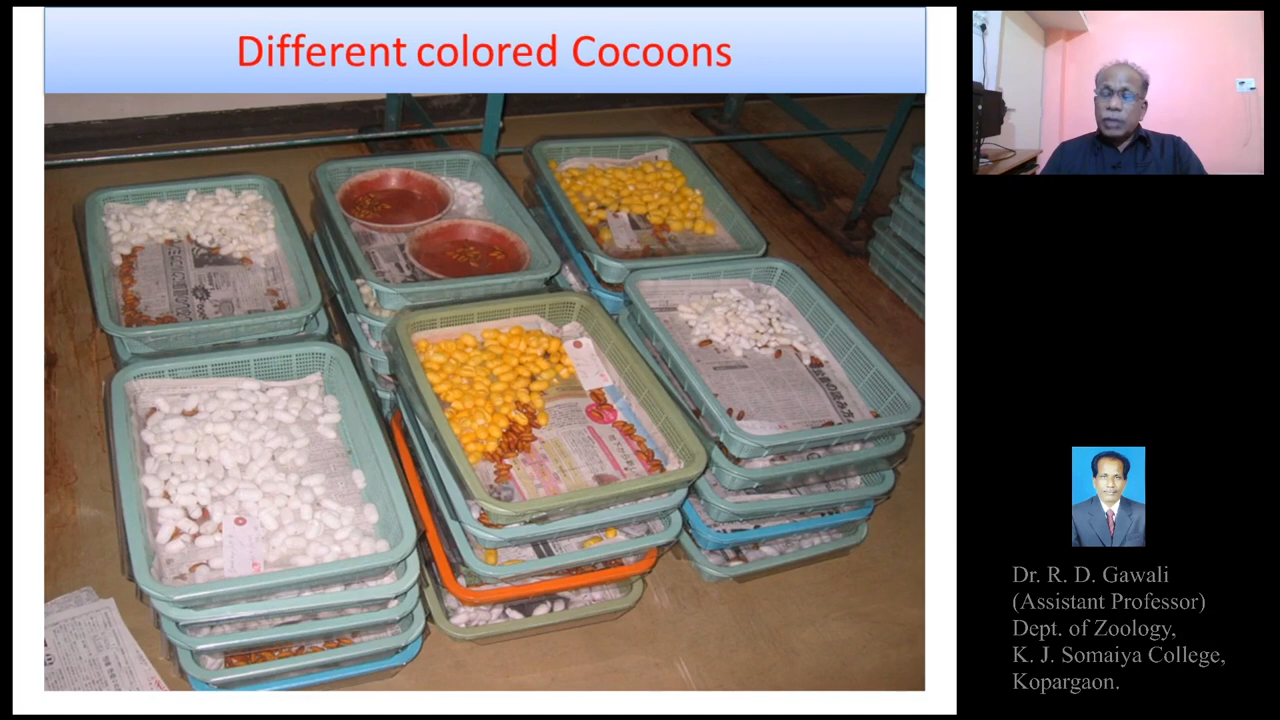 Different colored Cocoons
Dr. R. D. Gawali
(Assistant Professor)
Dept. of Zoology,
K. J. Somaiya College,
Kopargaon.